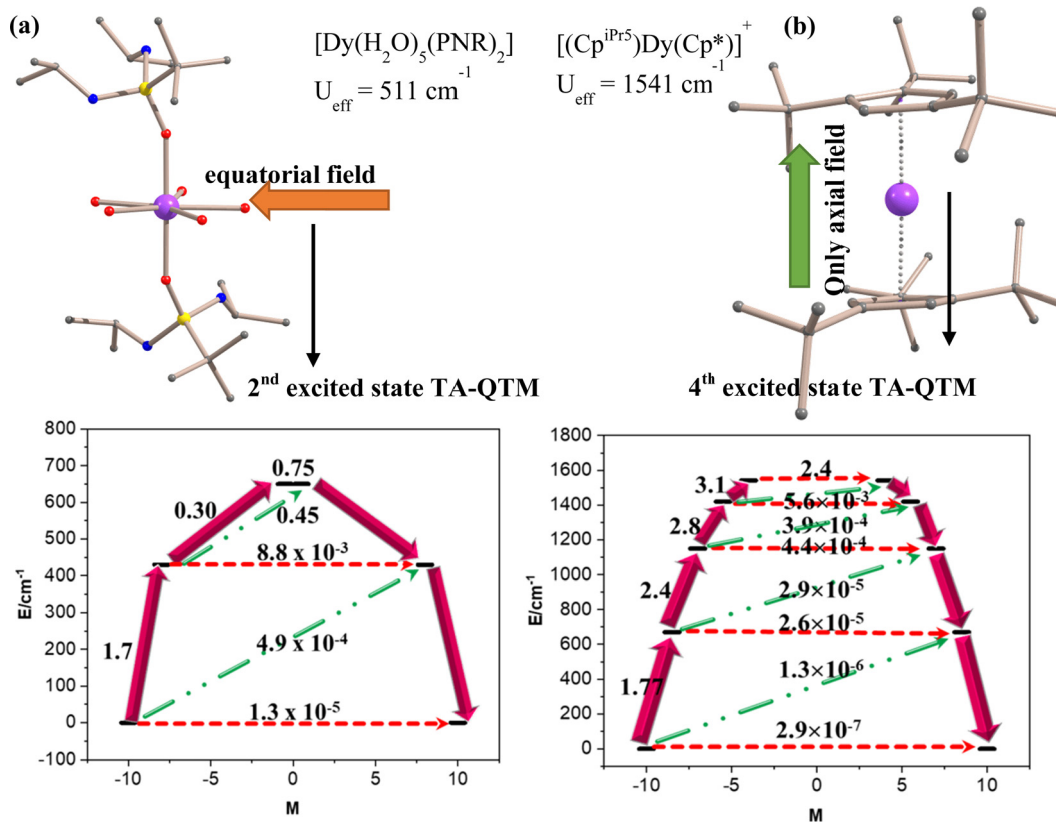 (a)
[Dy(H₂O)₅(PNR)₂]
U_eff = 511 cm⁻¹
[(Cp^iPr5)Dy(Cp*)]⁺
U_eff = 1541 cm⁻¹
(b)
equatorial field
Only axial field
2nd excited state TA-QTM
4th excited state TA-QTM
800
700
600
500
400
300
200
100
0
-100
E/cm⁻¹
0.75
0.30
0.45
8.8 x 10⁻³
1.7
4.9 x 10⁻⁴
1.3 x 10⁻⁵
-10
-5
0
5
10
M
1800
1600
1400
1200
1000
800
600
400
200
0
E/cm⁻¹
2.4
3.1
5.6×10⁻³
2.8
3.9×10⁻⁴
4.4×10⁻⁴
2.4
2.9×10⁻⁵
2.6×10⁻⁵
1.77
1.3×10⁻⁶
2.9×10⁻⁷
-10
-5
0
5
10
M